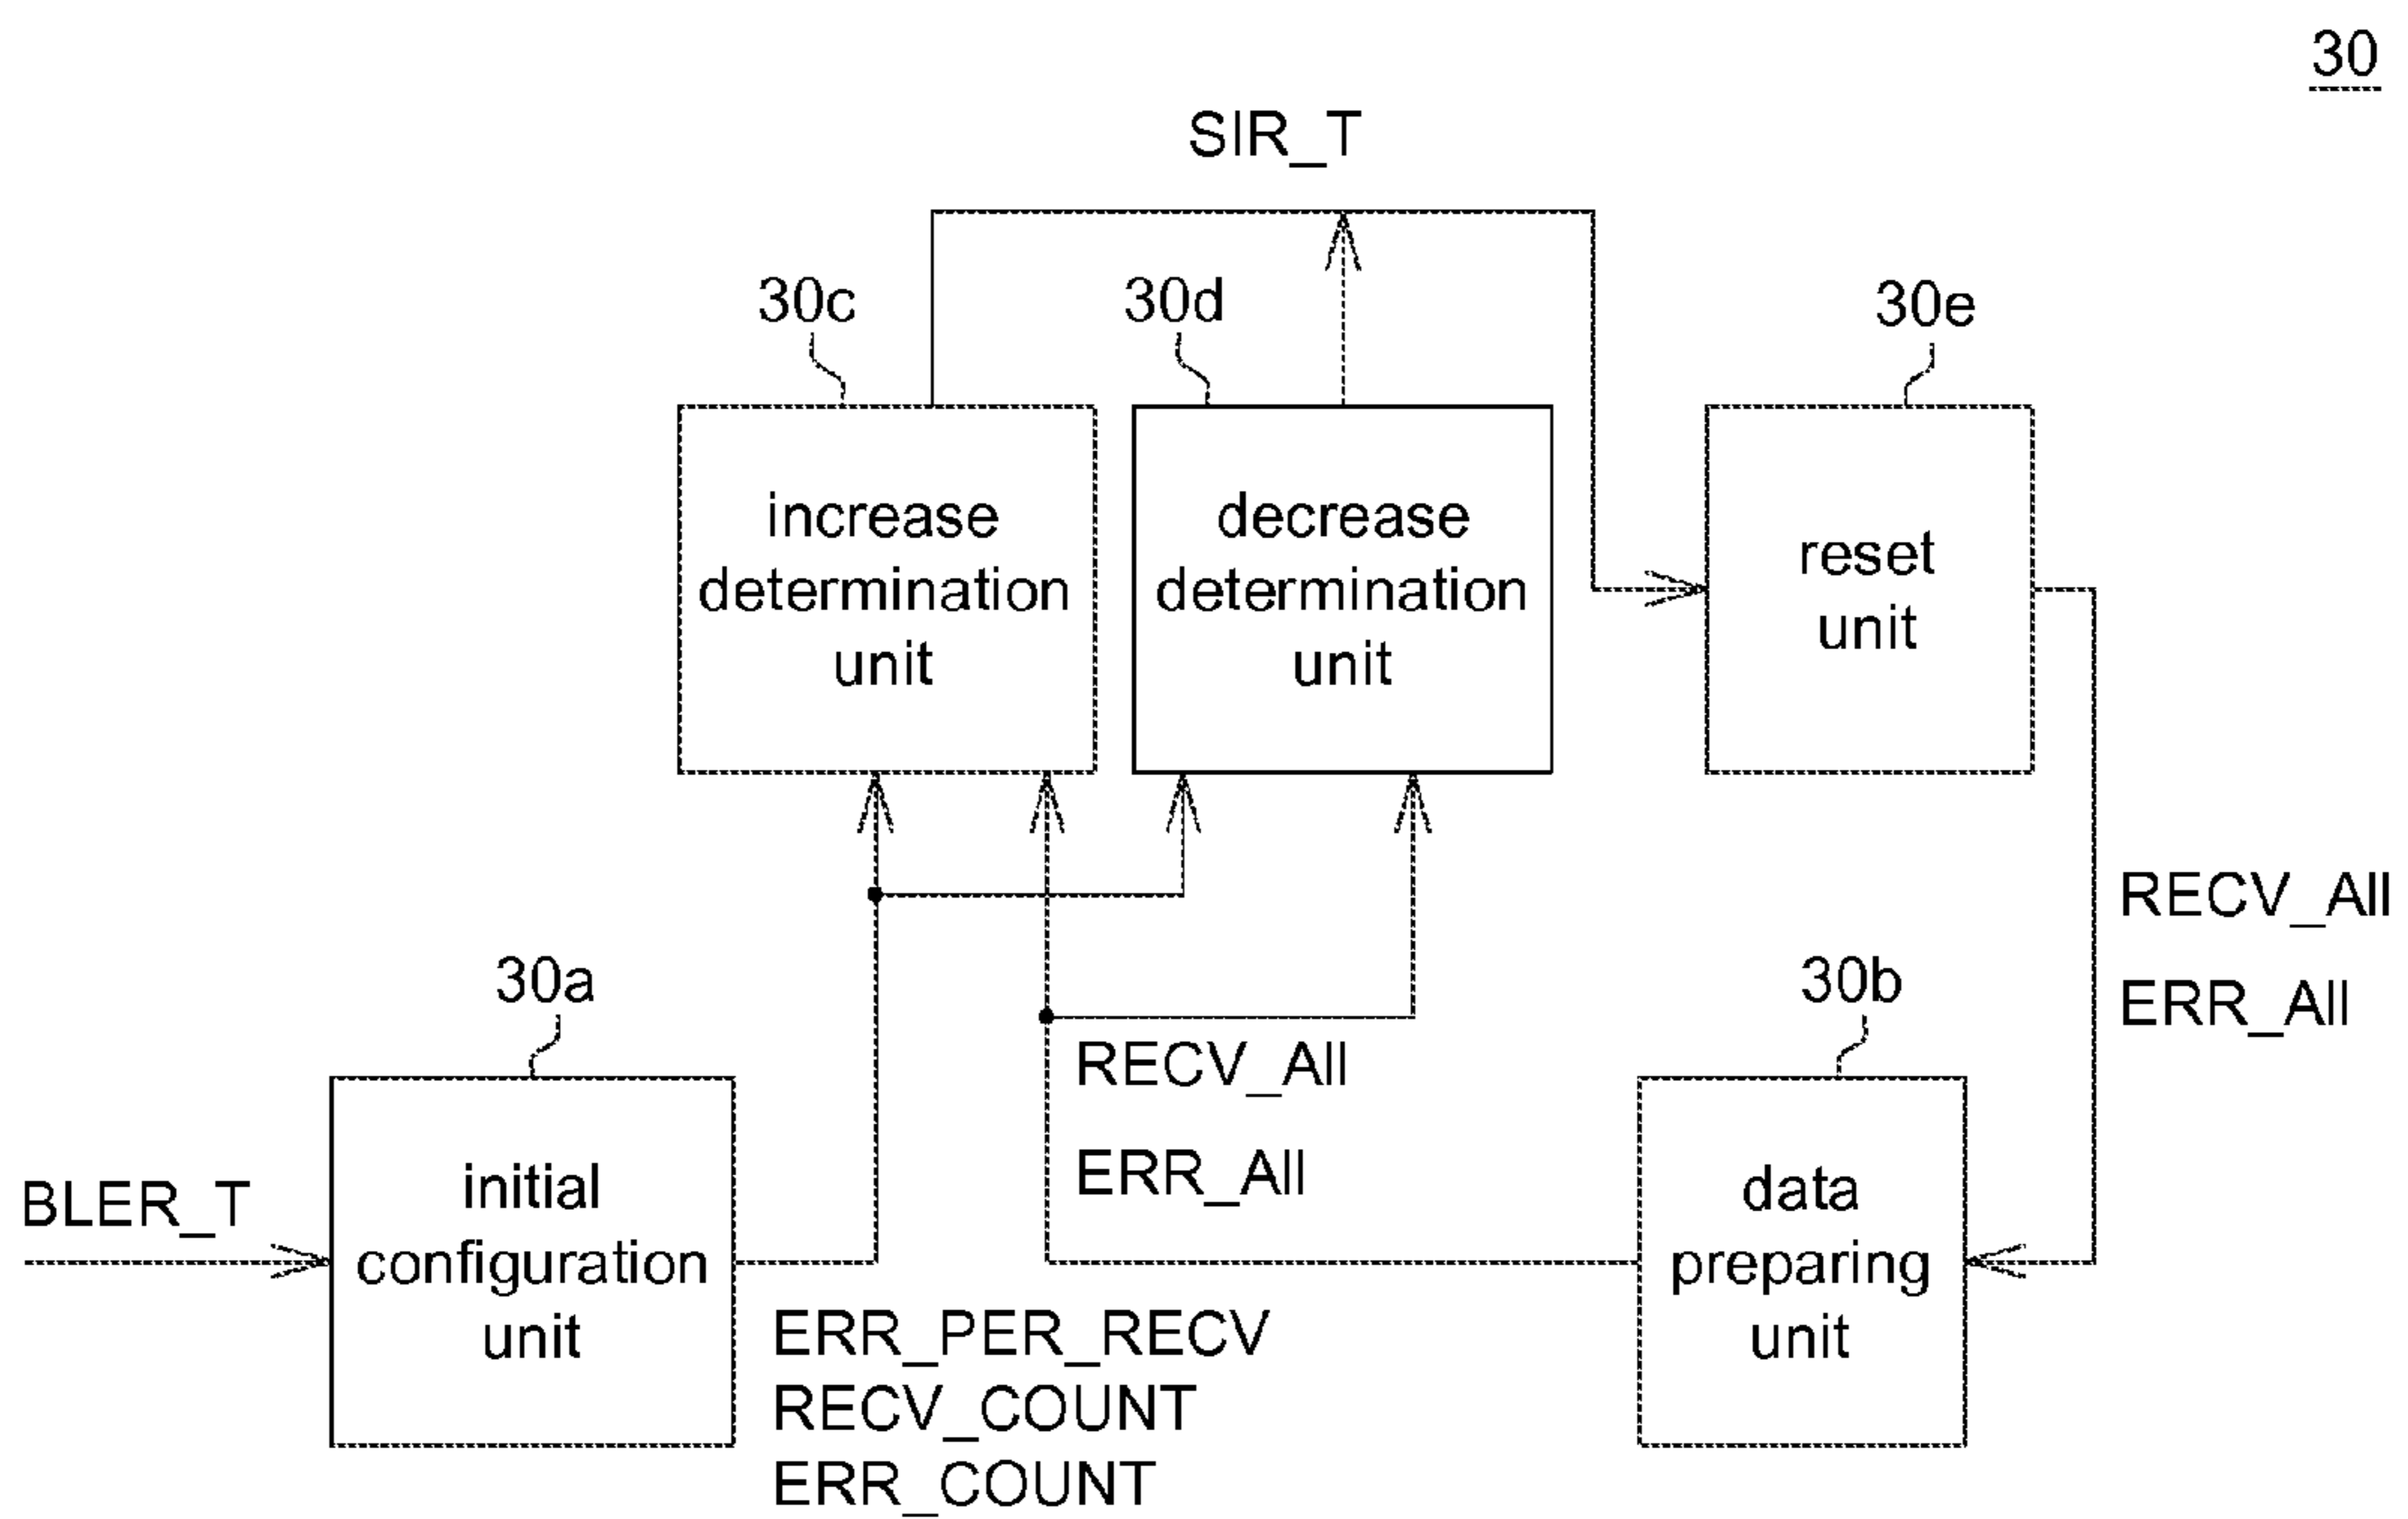 30
SIR_T
30c
30d
30e
increase
determination
unit
decrease
determination
unit
reset
unit
RECV_All
ERR_All
30a
30b
RECV_All
ERR_All
BLER_T
initial
configuration
unit
data
preparing
unit
ERR_PER_RECV
RECV_COUNT
ERR_COUNT